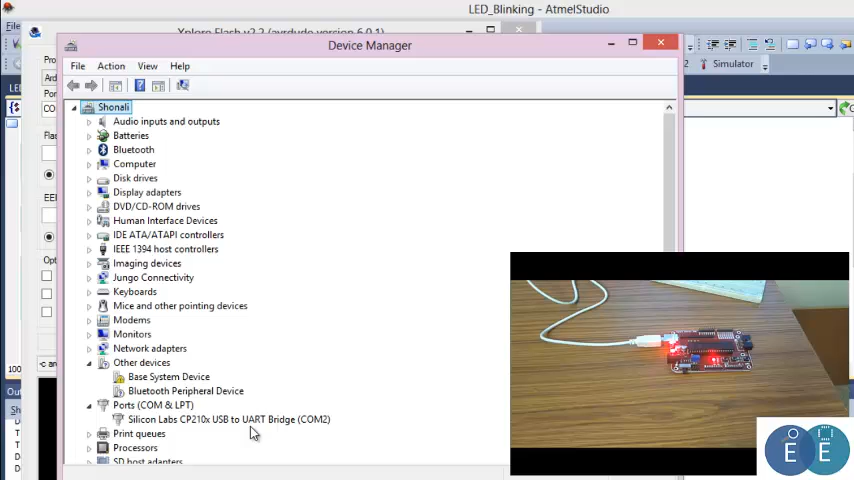 LED_Blinking - AtmelStudio
File
Xplore Flash v2.2 (avrdude version 6.0.1)
Device Manager
File Action View Help
Simulator
Shonali
Audio inputs and outputs
Batteries
Bluetooth
Computer
Disk drives
Display adapters
DVD/CD-ROM drives
Human Interface Devices
IDE ATA/ATAPI controllers
IEEE 1394 host controllers
Imaging devices
Jungo Connectivity
Keyboards
Mice and other pointing devices
Modems
Monitors
Network adapters
Other devices
Base System Device
Bluetooth Peripheral Device
Ports (COM & LPT)
Silicon Labs CP210x USB to UART Bridge (COM2)
Print queues
Processors
SD host adapters
E E